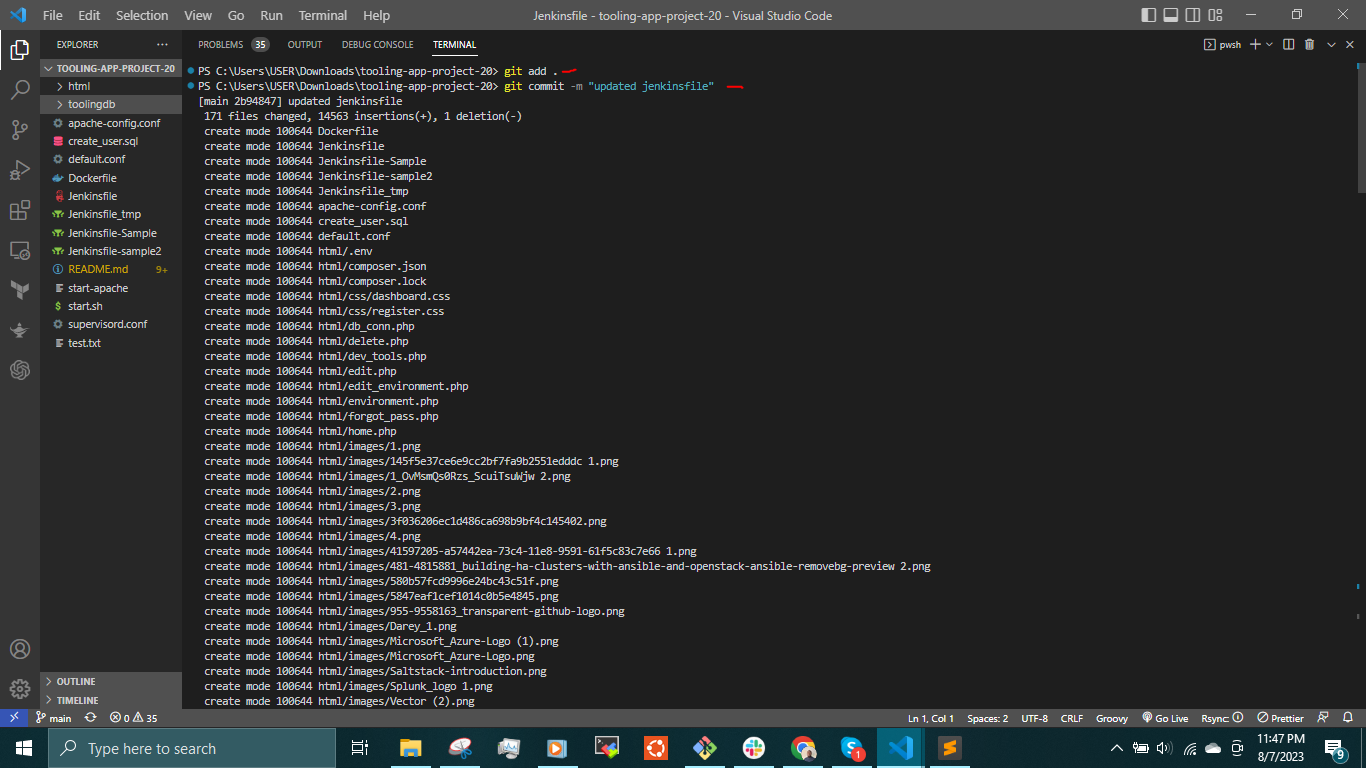 File Edit Selection View Go Run Terminal Help
Jenkinsfile - tooling-app-project-20 - Visual Studio Code
EXPLORER
TOOLING-APP-PROJECT-20
html
toolingdb
apache-config.conf
create_user.sql
default.conf
Dockerfile
Jenkinsfile
Jenkinsfile_tmp
Jenkinsfile-Sample
Jenkinsfile-sample2
README.md 9+
start-apache
start.sh
supervisord.conf
test.txt
OUTLINE
TIMELINE
PROBLEMS 35 OUTPUT DEBUG CONSOLE TERMINAL
pwsh
PS C:\Users\USER\Downloads\tooling-app-project-20> git add .
PS C:\Users\USER\Downloads\tooling-app-project-20> git commit -m "updated jenkinsfile"
[main 2b94847] updated jenkinsfile
171 files changed, 14563 insertions(+), 1 deletion(-)
create mode 100644 Dockerfile
create mode 100644 Jenkinsfile
create mode 100644 Jenkinsfile-Sample
create mode 100644 Jenkinsfile-sample2
create mode 100644 Jenkinsfile_tmp
create mode 100644 apache-config.conf
create mode 100644 create_user.sql
create mode 100644 default.conf
create mode 100644 html/.env
create mode 100644 html/composer.json
create mode 100644 html/composer.lock
create mode 100644 html/css/dashboard.css
create mode 100644 html/css/register.css
create mode 100644 html/db_conn.php
create mode 100644 html/delete.php
create mode 100644 html/dev_tools.php
create mode 100644 html/edit.php
create mode 100644 html/edit_environment.php
create mode 100644 html/environment.php
create mode 100644 html/forgot_pass.php
create mode 100644 html/home.php
create mode 100644 html/images/1.png
create mode 100644 html/images/145f5e37ce6e9cc2bf7fa9b2551edddc 1.png
create mode 100644 html/images/1_OvMsmQs0Rzs_ScuiTsuWjw 2.png
create mode 100644 html/images/2.png
create mode 100644 html/images/3.png
create mode 100644 html/images/3f036206ec1d486ca698b9bf4c145402.png
create mode 100644 html/images/4.png
create mode 100644 html/images/41597205-a57442ea-73c4-11e8-9591-61f5c83c7e66 1.png
create mode 100644 html/images/481-4815881_building-ha-clusters-with-ansible-and-openstack-ansible-removebg-preview 2.png
create mode 100644 html/images/580b57fcd9996e24bc43c51f.png
create mode 100644 html/images/5847eaf1cef1014c0b5e4845.png
create mode 100644 html/images/955-9558163_transparent-github-logo.png
create mode 100644 html/images/Darey_1.png
create mode 100644 html/images/Microsoft_Azure-Logo (1).png
create mode 100644 html/images/Microsoft_Azure-Logo.png
create mode 100644 html/images/Saltstack-introduction.png
create mode 100644 html/images/Splunk_logo 1.png
create mode 100644 html/images/Vector (2).png
main 0 35 Ln 1, Col 1 Spaces: 2 UTF-8 CRLF Groovy Go Live Rsync: Prettier
Type here to search
1
11:47 PM
8/7/2023
9